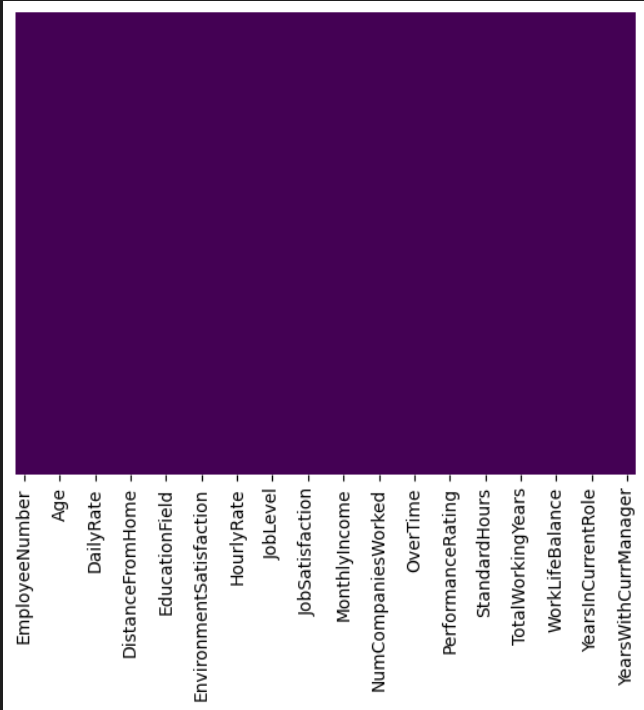 EmployeeNumber
Age
DailyRate
DistanceFromHome
EducationField
EnvironmentSatisfaction
HourlyRate
JobLevel
JobSatisfaction
MonthlyIncome
NumCompaniesWorked
OverTime
PerformanceRating
StandardHours
TotalWorkingYears
WorkLifeBalance
YearsInCurrentRole
YearsWithCurrManager